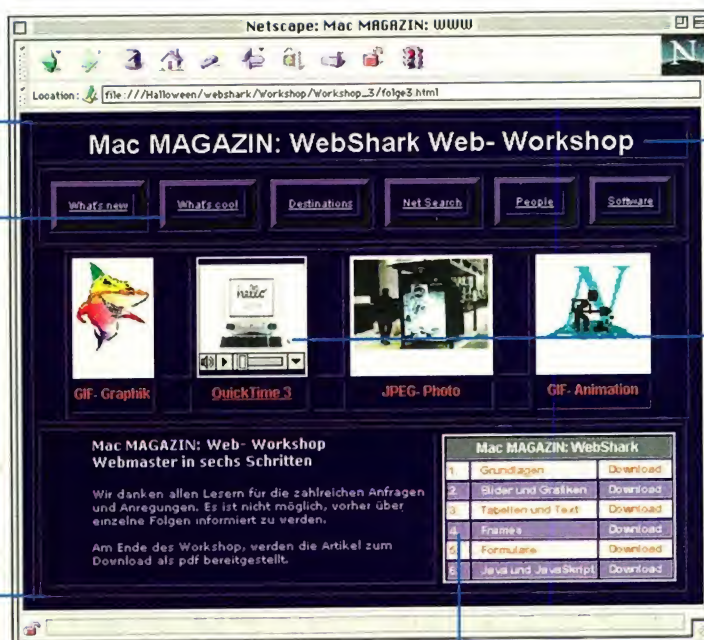 Netscape: Mac MAGAZIN: WWW
N
Location: file:///Halloween/webshark/Workshop/Workshop_3/folge3.html
Mac MAGAZIN: WebShark Web- Workshop
What's new What's cool Destinations Net Search People Software
hello
N
GIF- Graphik QuickTime 3 JPEG- Photo GIF- Animation
Mac MAGAZIN: Web- Workshop
Webmaster in sechs Schritten
Wir danken allen Lesern für die zahlreichen Anfragen
und Anregungen. Es ist nicht möglich, vorher über
einzelne Folgen informiert zu werden.
Am Ende des Workshop, werden die Artikel zum
Download als pdf bereitgestellt.
Mac MAGAZIN: WebShark
1. Grundlagen Download
2. Bilder und Grafiken Download
3. Tabellen und Text Download
4. Frames Download
5. Formulare Download
6. Java und JavaSkript Download